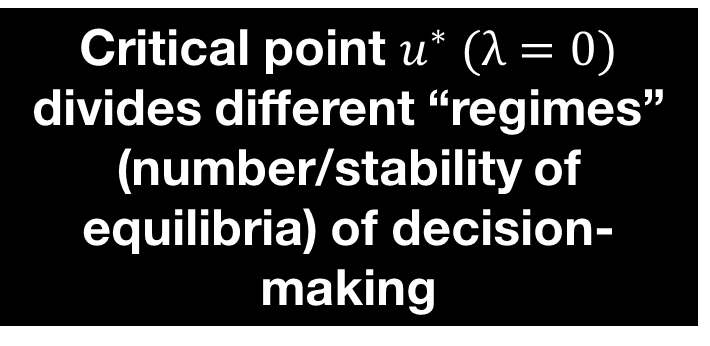 Critical point u* (λ = 0)
divides different “regimes”
(number/stability of
equilibria) of decision-
making